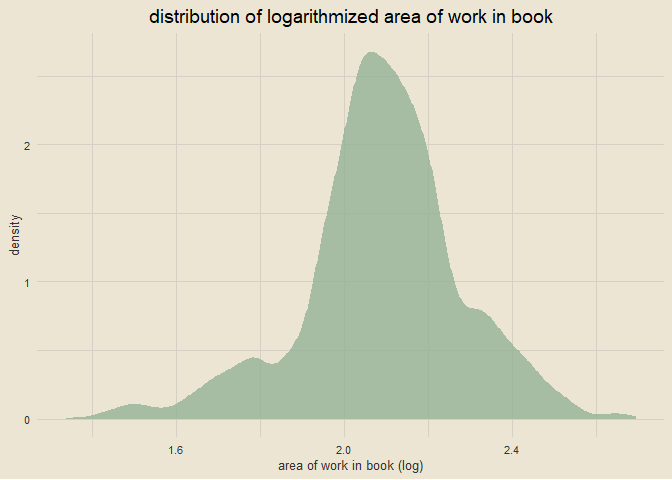 distribution of logarithmized area of work in book
density
2
1
0
1.6
2.0
2.4
area of work in book (log)